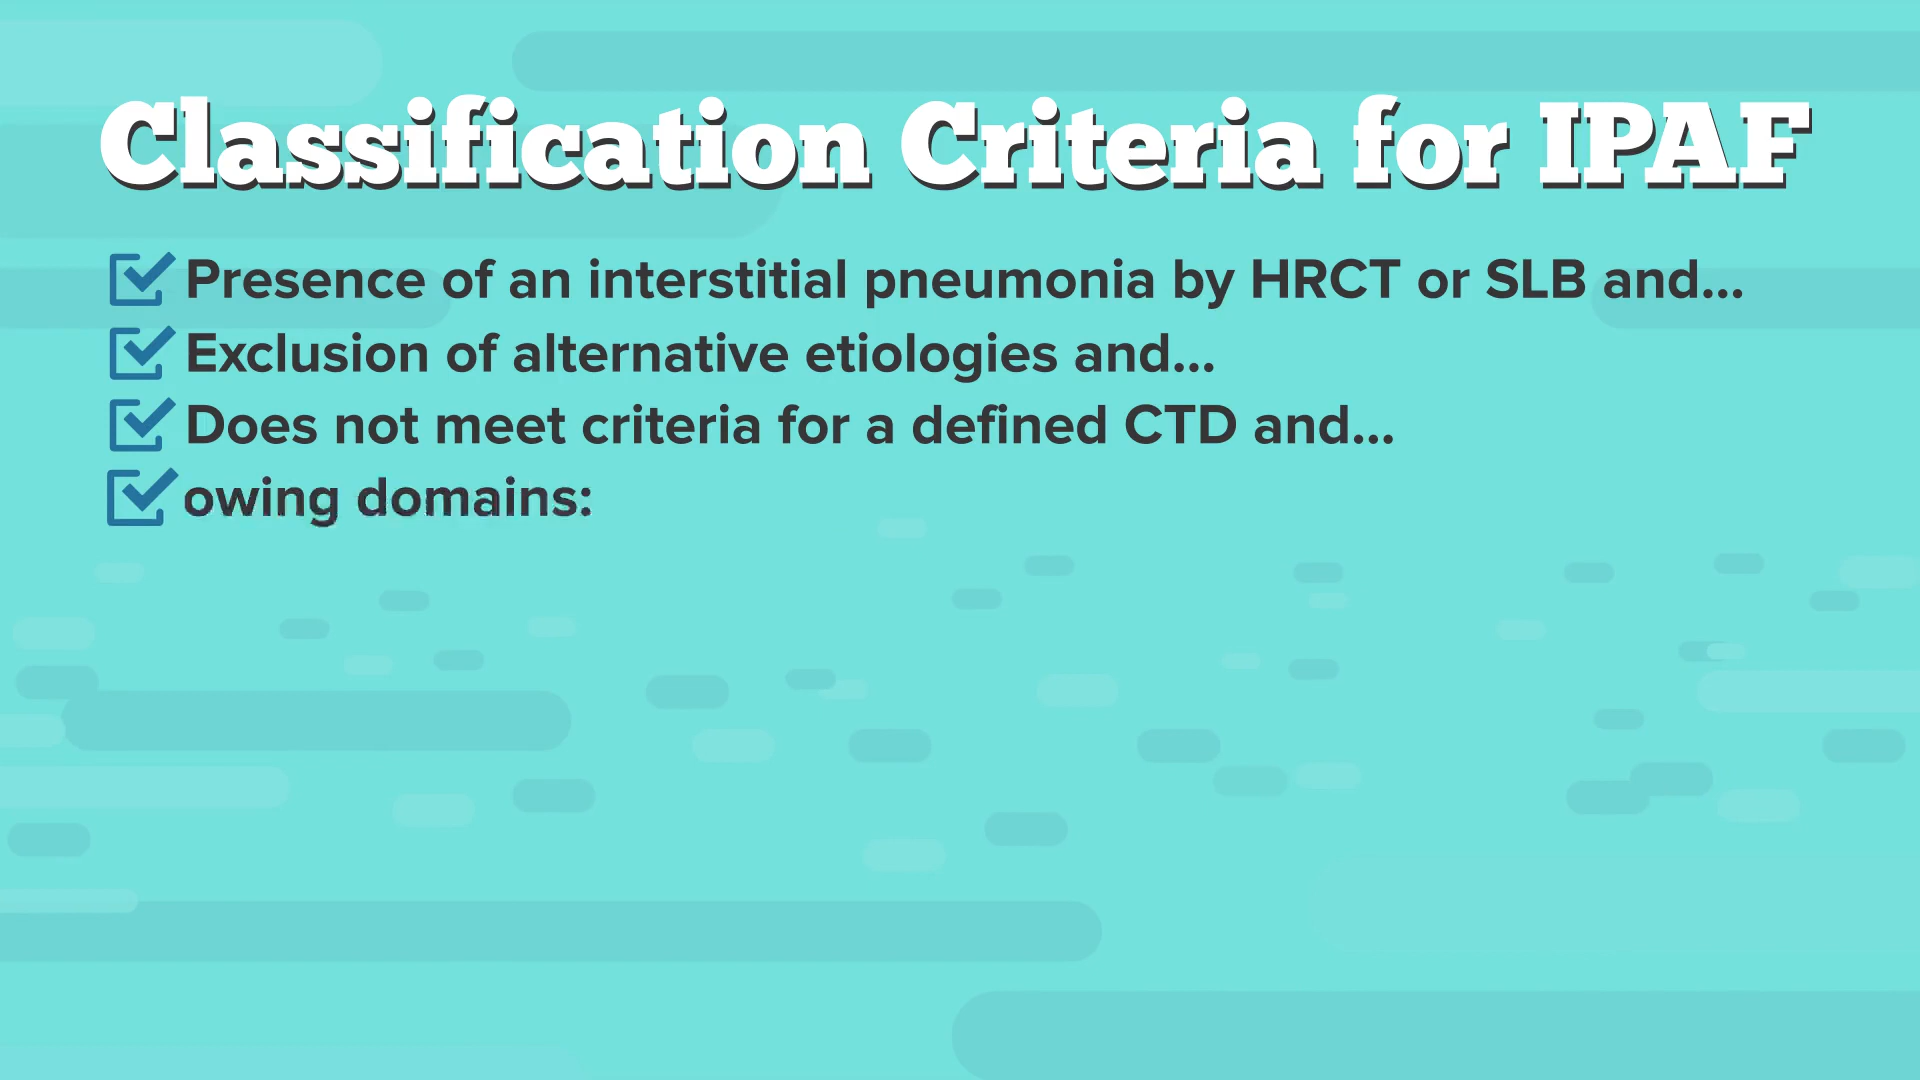 Classification Criteria for IPAF
Presence of an interstitial pneumonia by HRCT or SLB and...
Exclusion of alternative etiologies and...
Does not meet criteria for a defined CTD and...
owing domains: